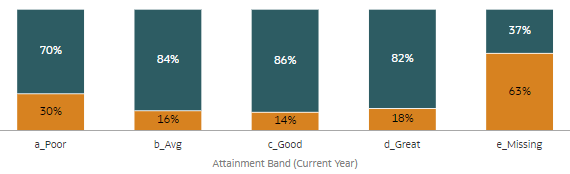 70% 84% 86% 82% 37%
30% 16% 14% 18% 63%
a_Poor b_Avg c_Good d_Great e_Missing
Attainment Band (Current Year)